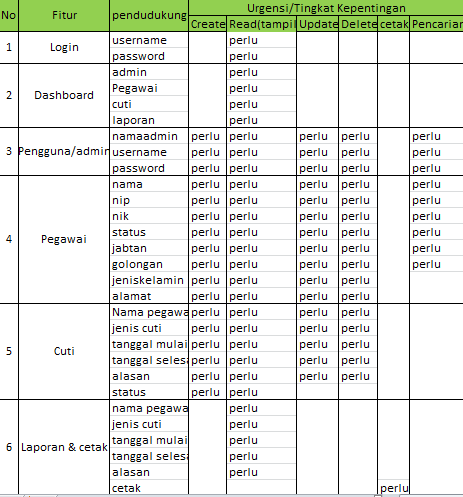 No Fitur pendudukung Urgensi/Tingkat Kepentingan
Create Read(tampil Update Delete cetak Pencarian
1 Login username perlu
password perlu
2 Dashboard admin perlu
Pegawai perlu
cuti perlu
laporan perlu
3 Pengguna/admin namaadmin perlu perlu perlu perlu perlu
username perlu perlu perlu perlu perlu
password perlu perlu perlu perlu perlu
4 Pegawai nama perlu perlu perlu perlu perlu
nip perlu perlu perlu perlu perlu
nik perlu perlu perlu perlu perlu
status perlu perlu perlu perlu perlu
jabtan perlu perlu perlu perlu perlu
golongan perlu perlu perlu perlu perlu
jeniskelamin perlu perlu perlu perlu
alamat perlu perlu perlu perlu
5 Cuti Nama pegawa perlu perlu perlu perlu
jenis cuti perlu perlu perlu perlu
tanggal mulai perlu perlu perlu perlu
tanggal selesa perlu perlu perlu perlu
alasan perlu perlu perlu perlu
status perlu perlu
6 Laporan & cetak nama pegawa perlu
jenis cuti perlu
tanggal mulai perlu
tanggal selesa perlu
alasan perlu
cetak perlu